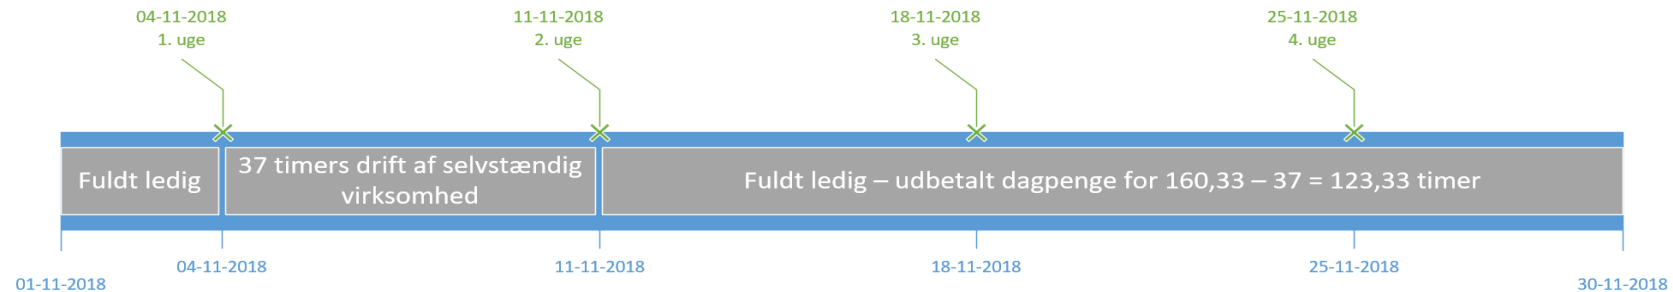 04-11-2018
1. uge
11-11-2018
2. uge
18-11-2018
3. uge
25-11-2018
4. uge
Fuldt ledig
37 timers drift af selvstændig
virksomhed
Fuldt ledig – udbetalt dagpenge for 160,33 – 37 = 123,33 timer
01-11-2018
04-11-2018
11-11-2018
18-11-2018
25-11-2018
30-11-2018